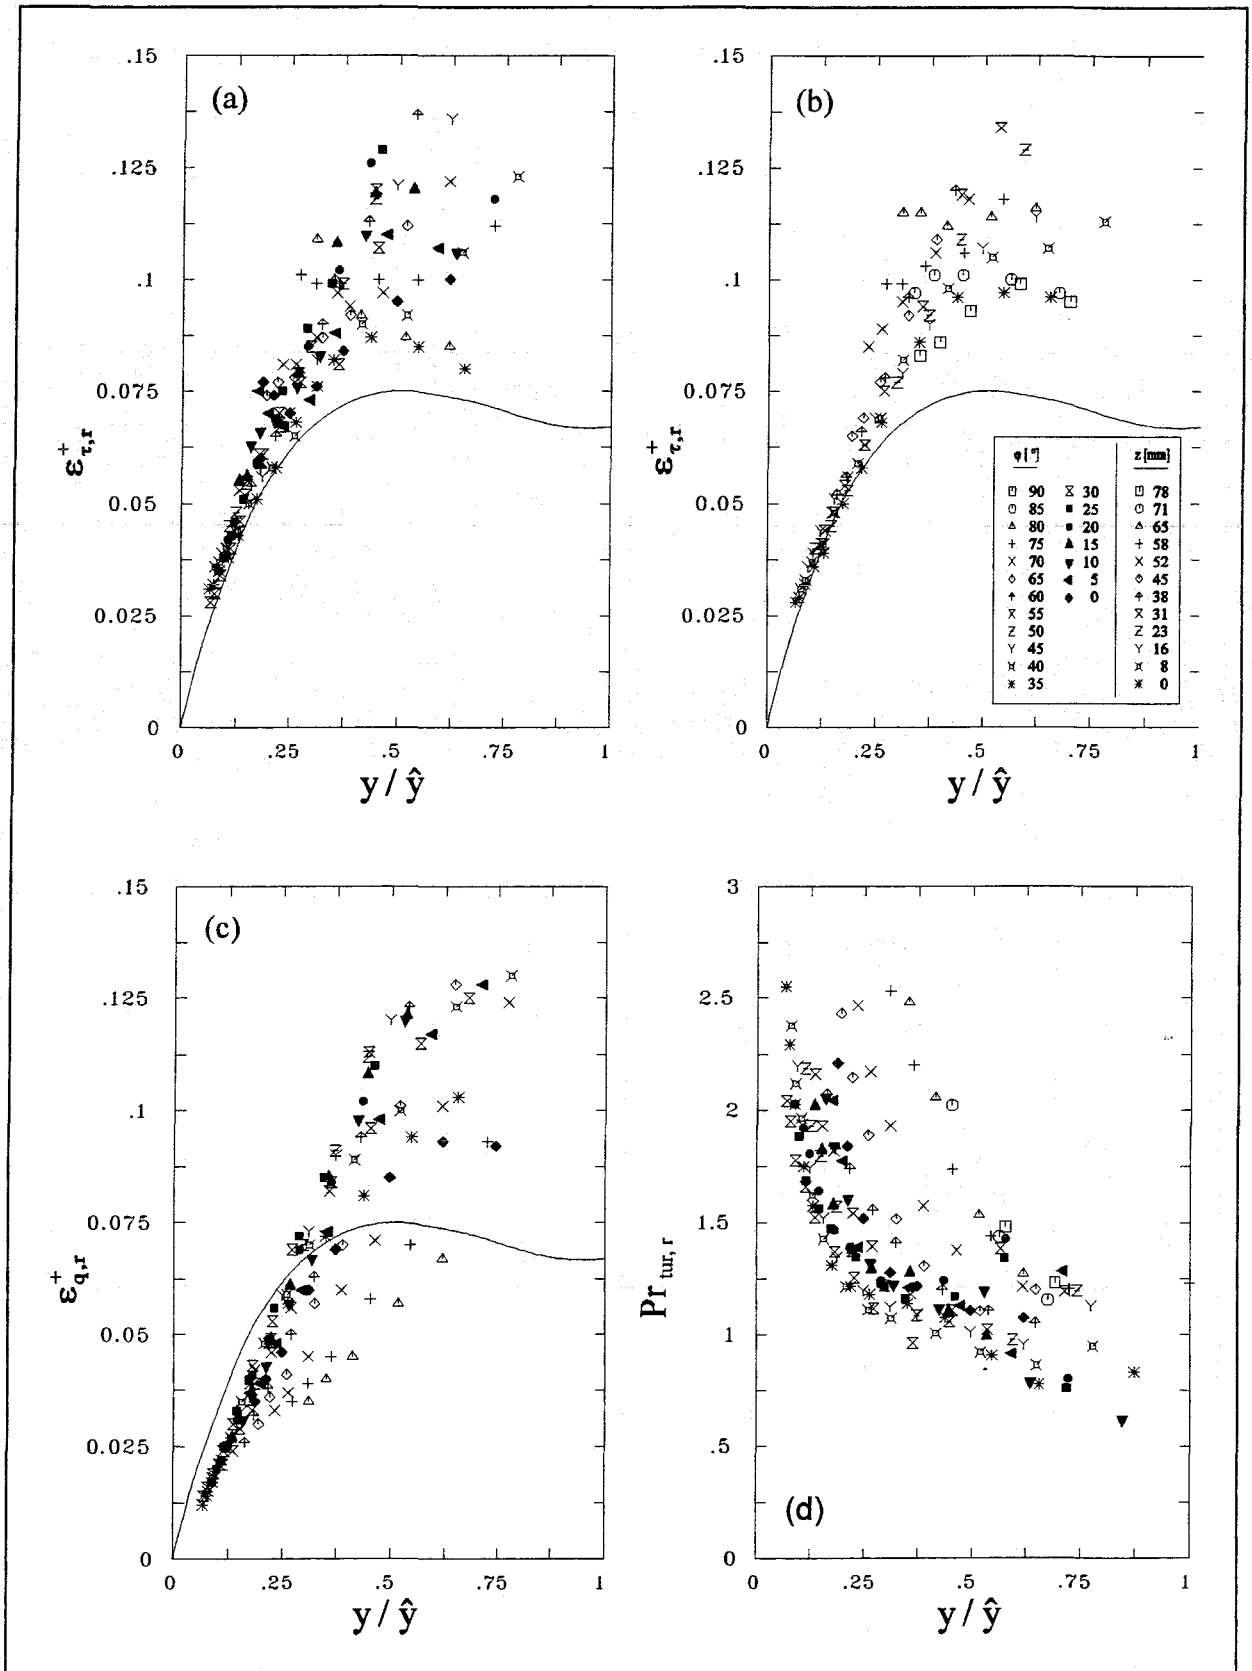 (a)
.15
.125
.1
0.075
0.05
0.025
0
0 .25 .5 .75 1
ε⁺τ,r
y / ŷ
(b)
.15
.125
.1
0.075
0.05
0.025
0
0 .25 .5 .75 1
ε⁺τ,r
y / ŷ
φ [°] z [mm]
90 30 78
85 25 71
80 20 65
75 15 58
70 10 52
65 5 45
60 0 38
55 31
50 23
45 16
40 8
35 0
(c)
.15
.125
.1
0.075
0.05
0.025
0
0 .25 .5 .75 1
ε⁺q,r
y / ŷ
(d)
3
2.5
2
1.5
1
.5
0
0 .25 .5 .75 1
Pr tur, r
y / ŷ